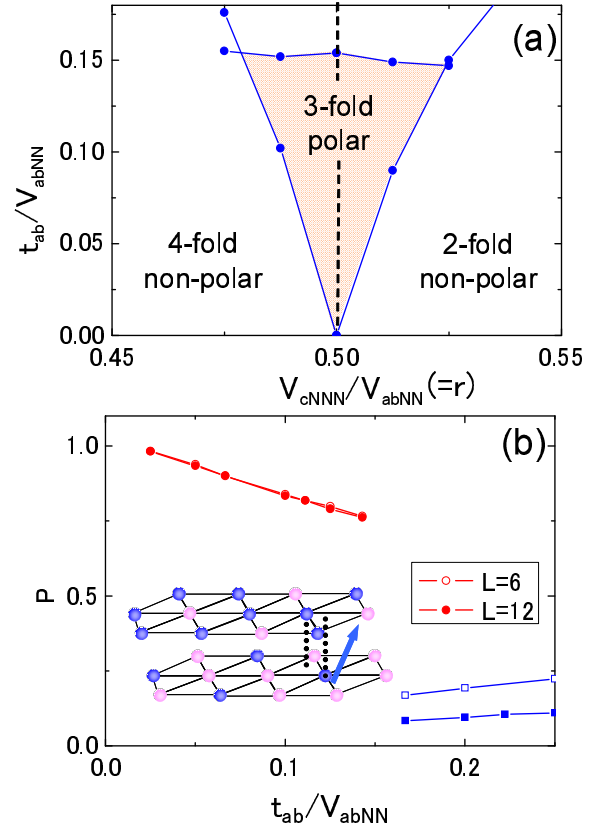 (a)
0.15
3-fold
polar
0.10
t_ab/V_abNN
4-fold
non-polar
2-fold
non-polar
0.05
0.00
0.45
0.50
0.55
V_cNNN/V_abNN(=r)
(b)
1.0
P
0.5
L=6
L=12
0.0
0.0
0.1
0.2
t_ab/V_abNN